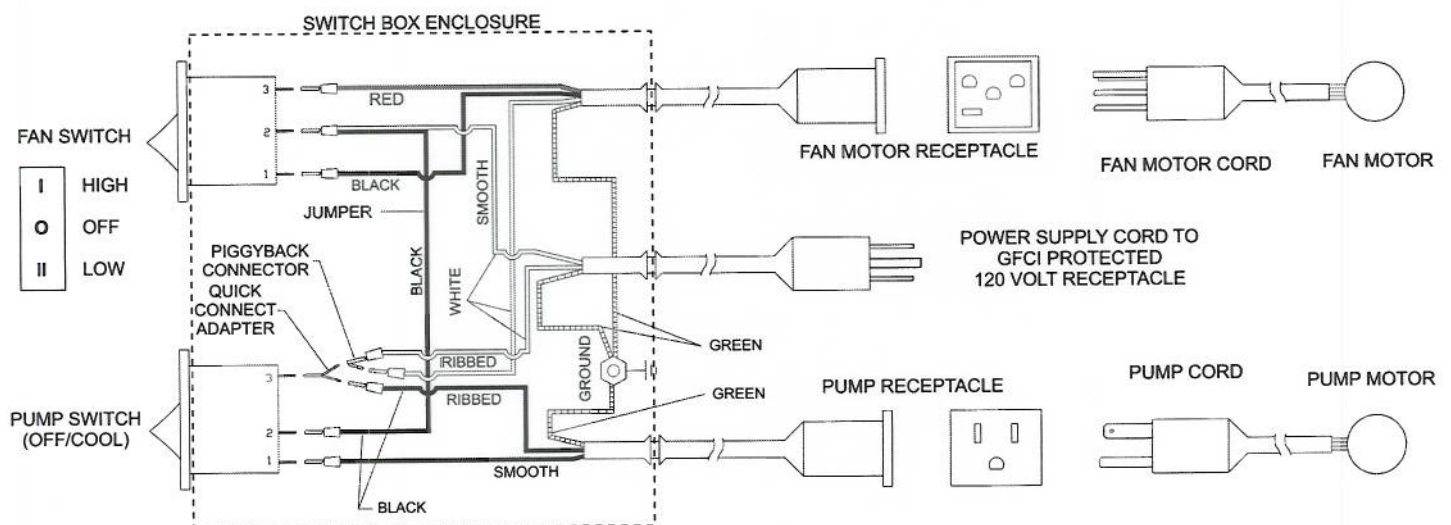 SWITCH BOX ENCLOSURE
3
RED
2
FAN SWITCH
1
BLACK
SMOOTH
I HIGH
O OFF
II LOW
JUMPER
FAN MOTOR RECEPTACLE
FAN MOTOR CORD
FAN MOTOR
PIGGYBACK
CONNECTOR
QUICK
CONNECT
ADAPTER
BLACK
WHITE
POWER SUPPLY CORD TO
GFCI PROTECTED
120 VOLT RECEPTACLE
GREEN
GROUND
RIBBED
3
RIBBED
GREEN
PUMP RECEPTACLE
PUMP CORD
PUMP MOTOR
PUMP SWITCH
(OFF/COOL)
2
1
SMOOTH
BLACK